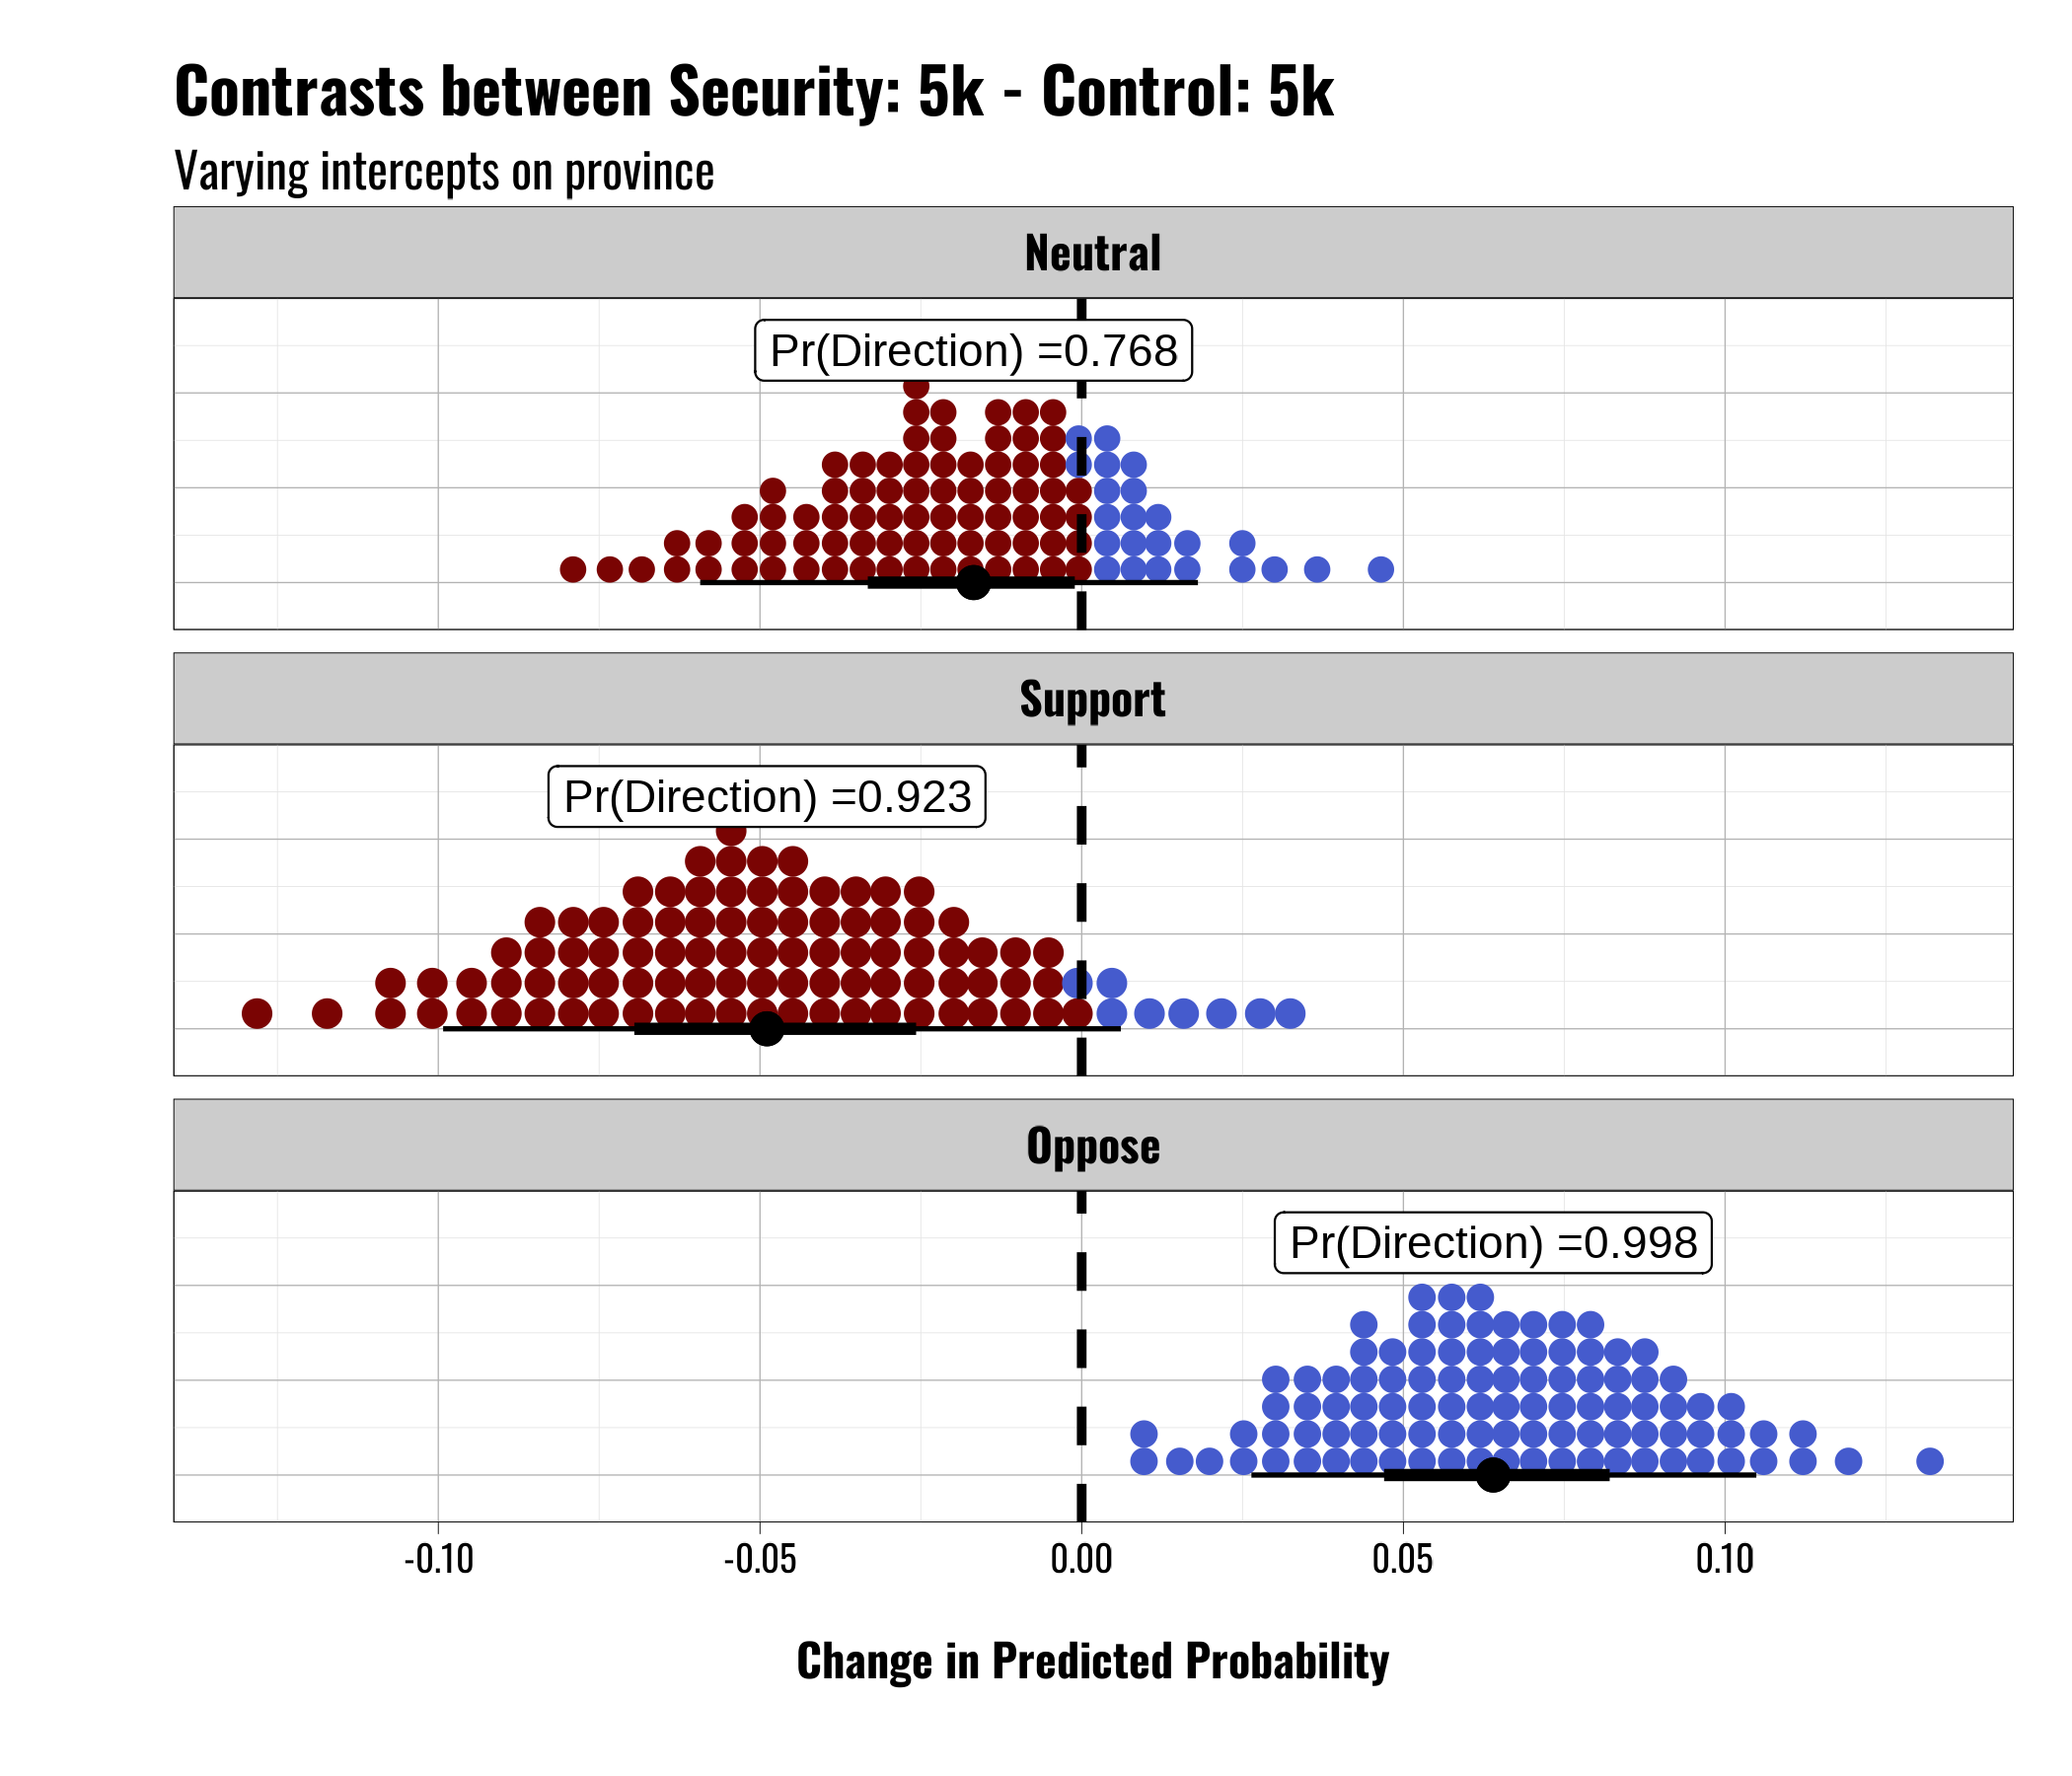 Contrasts between Security: 5k - Control: 5k
Varying intercepts on province
Neutral
Pr(Direction) =0.768
Support
Pr(Direction) =0.923
Oppose
Pr(Direction) =0.998
-0.10 -0.05 0.00 0.05 0.10
Change in Predicted Probability